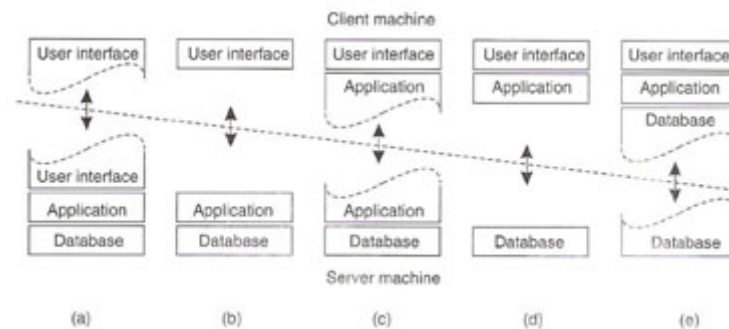 Client machine
User interface User interface User interface User interface User interface
Application Application Application
Database
User interface
Application Application Application
Database Database Database Database Database
Server machine
(a) (b) (c) (d) (e)